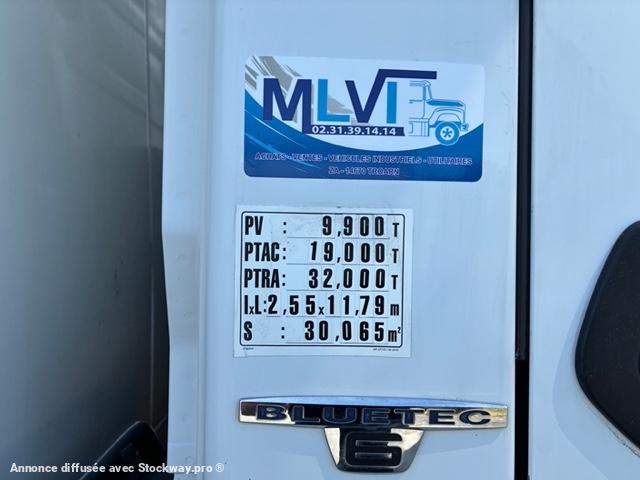 MLVI
02.31.39.14.14
ACHATS - VENTES - VEHICULES INDUSTRIELS - UTILITAIRES
ZA - 14670 TROARN
PV : 9,900 T
PTAC: 19,000 T
PTRA: 32,000 T
lxL:2,55x11,79 m
S : 30,065 m²
BLUETEC
6
Annonce diffusée avec Stockway.pro ®